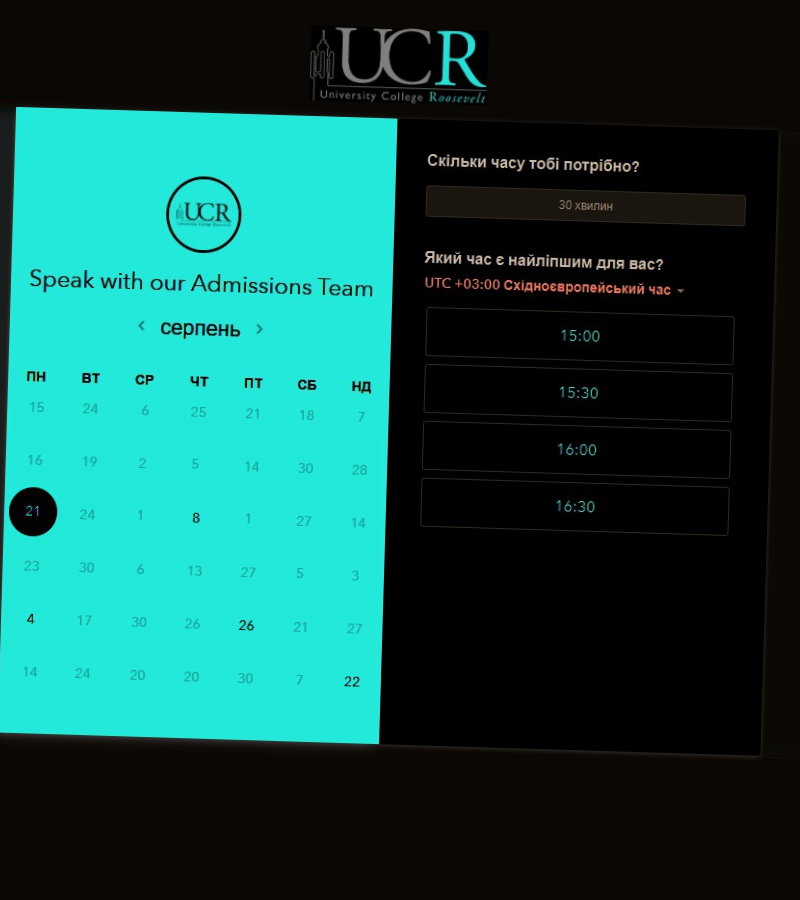 UCR
University College Roosevelt
UCR
Speak with our Admissions Team
серпень
ПН ВТ СР ЧТ ПТ СБ НД
15 24 6 25 21 18 7
16 19 2 5 14 30 28
21 24 1 8 1 27 14
23 30 6 13 27 5 3
4 17 30 26 26 21 27
14 24 20 20 30 7 22
Скільки часу тобі потрібно?
30 хвилин
Який час є найліпшим для вас?
UTC +03:00 Східноєвропейський час
15:00
15:30
16:00
16:30